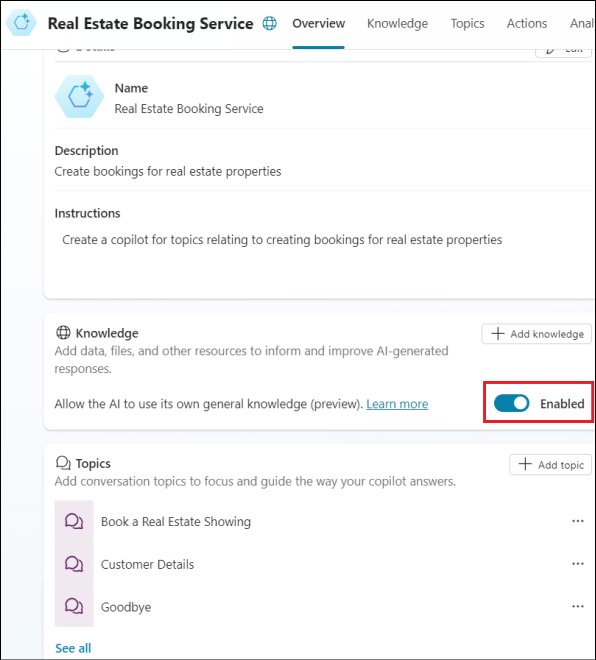 Real Estate Booking Service
Overview
Knowledge
Topics
Actions
Details
Edit
Name
Real Estate Booking Service
Description
Create bookings for real estate properties
Instructions
Create a copilot for topics relating to creating bookings for real estate properties
Knowledge
Add knowledge
Add data, files, and other resources to inform and improve AI-generated
responses.
Allow the AI to use its own general knowledge (preview). Learn more
Enabled
Topics
Add topic
Add conversation topics to focus and guide the way your copilot answers.
Book a Real Estate Showing
Customer Details
Goodbye
See all